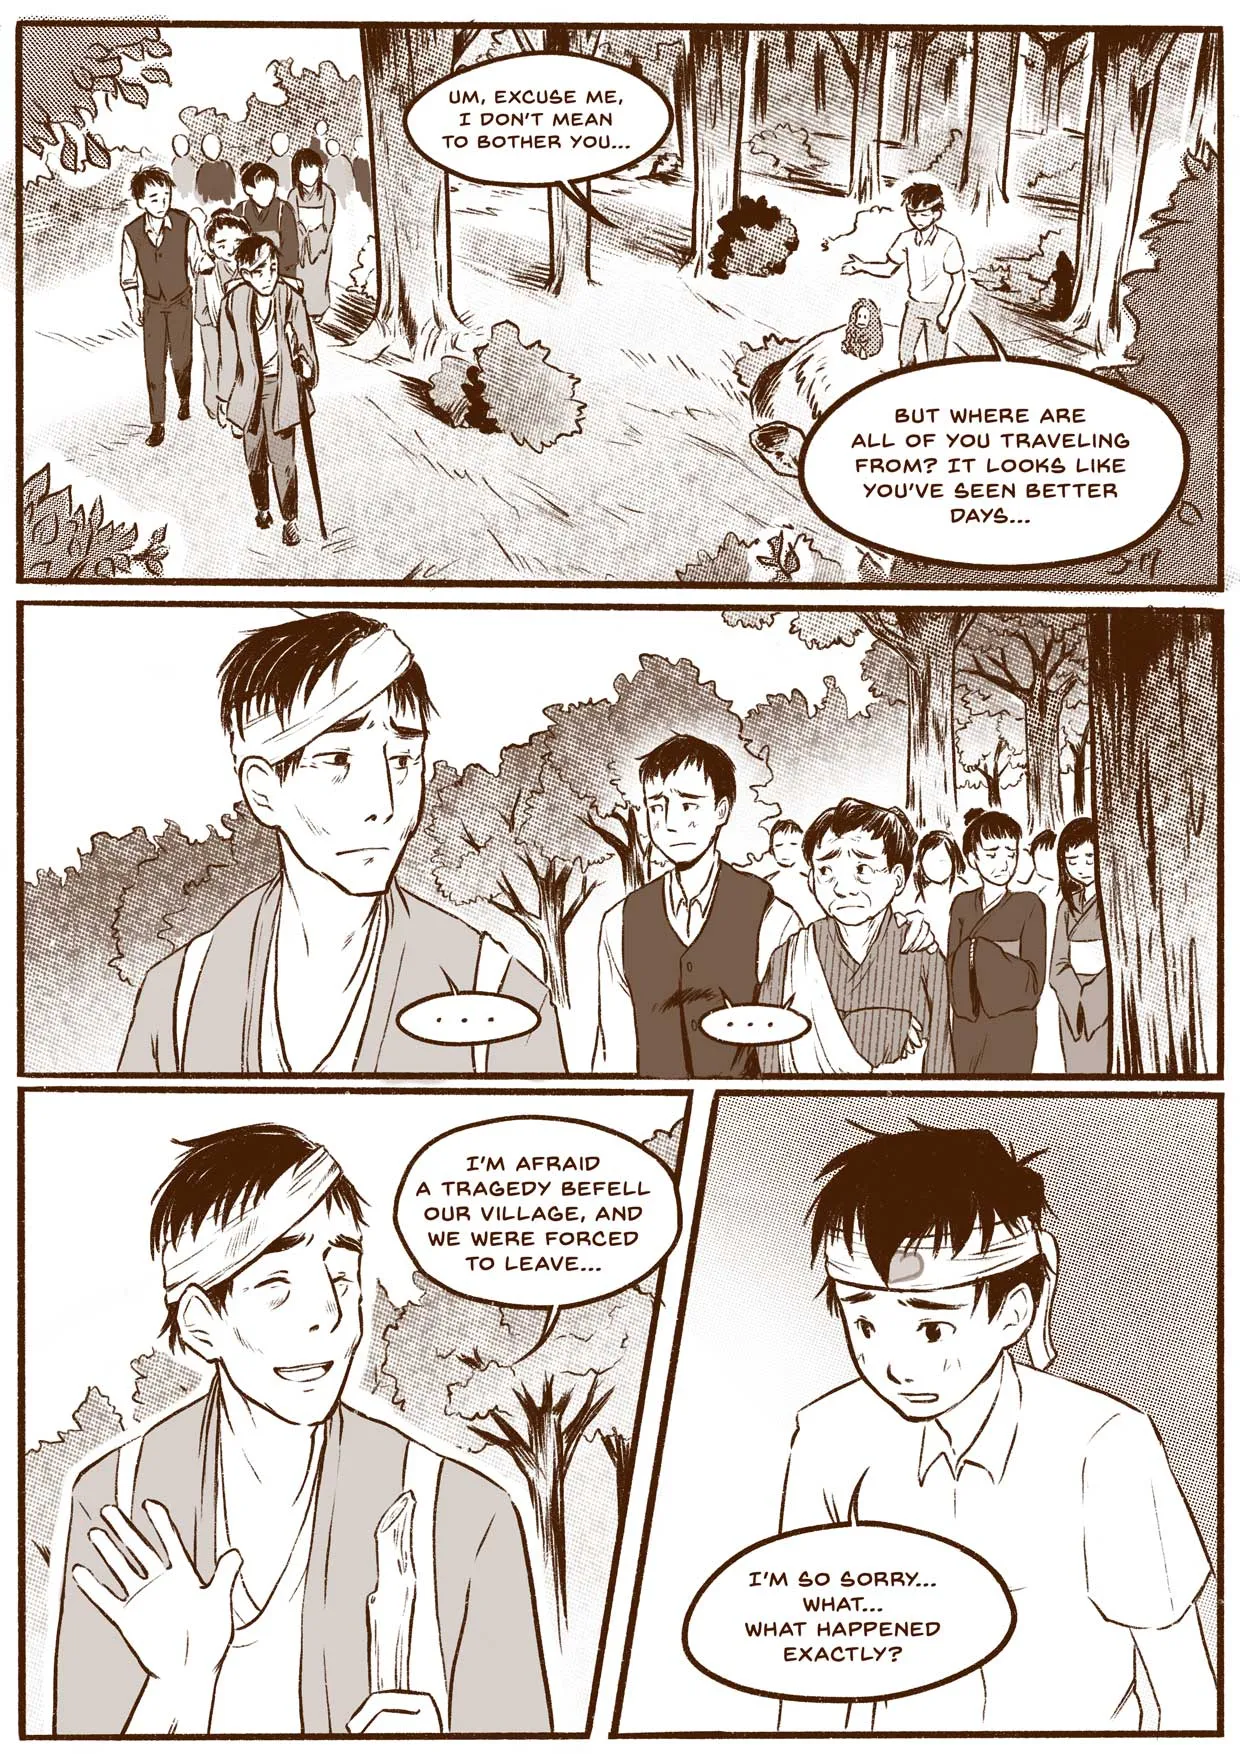 UM, EXCUSE ME,
I DON'T MEAN
TO BOTHER YOU...
BUT WHERE ARE
ALL OF YOU TRAVELING
FROM? IT LOOKS LIKE
YOU'VE SEEN BETTER
DAYS...
...
...
I'M AFRAID
A TRAGEDY BEFELL
OUR VILLAGE, AND
WE WERE FORCED
TO LEAVE...
I'M SO SORRY...
WHAT...
WHAT HAPPENED
EXACTLY?